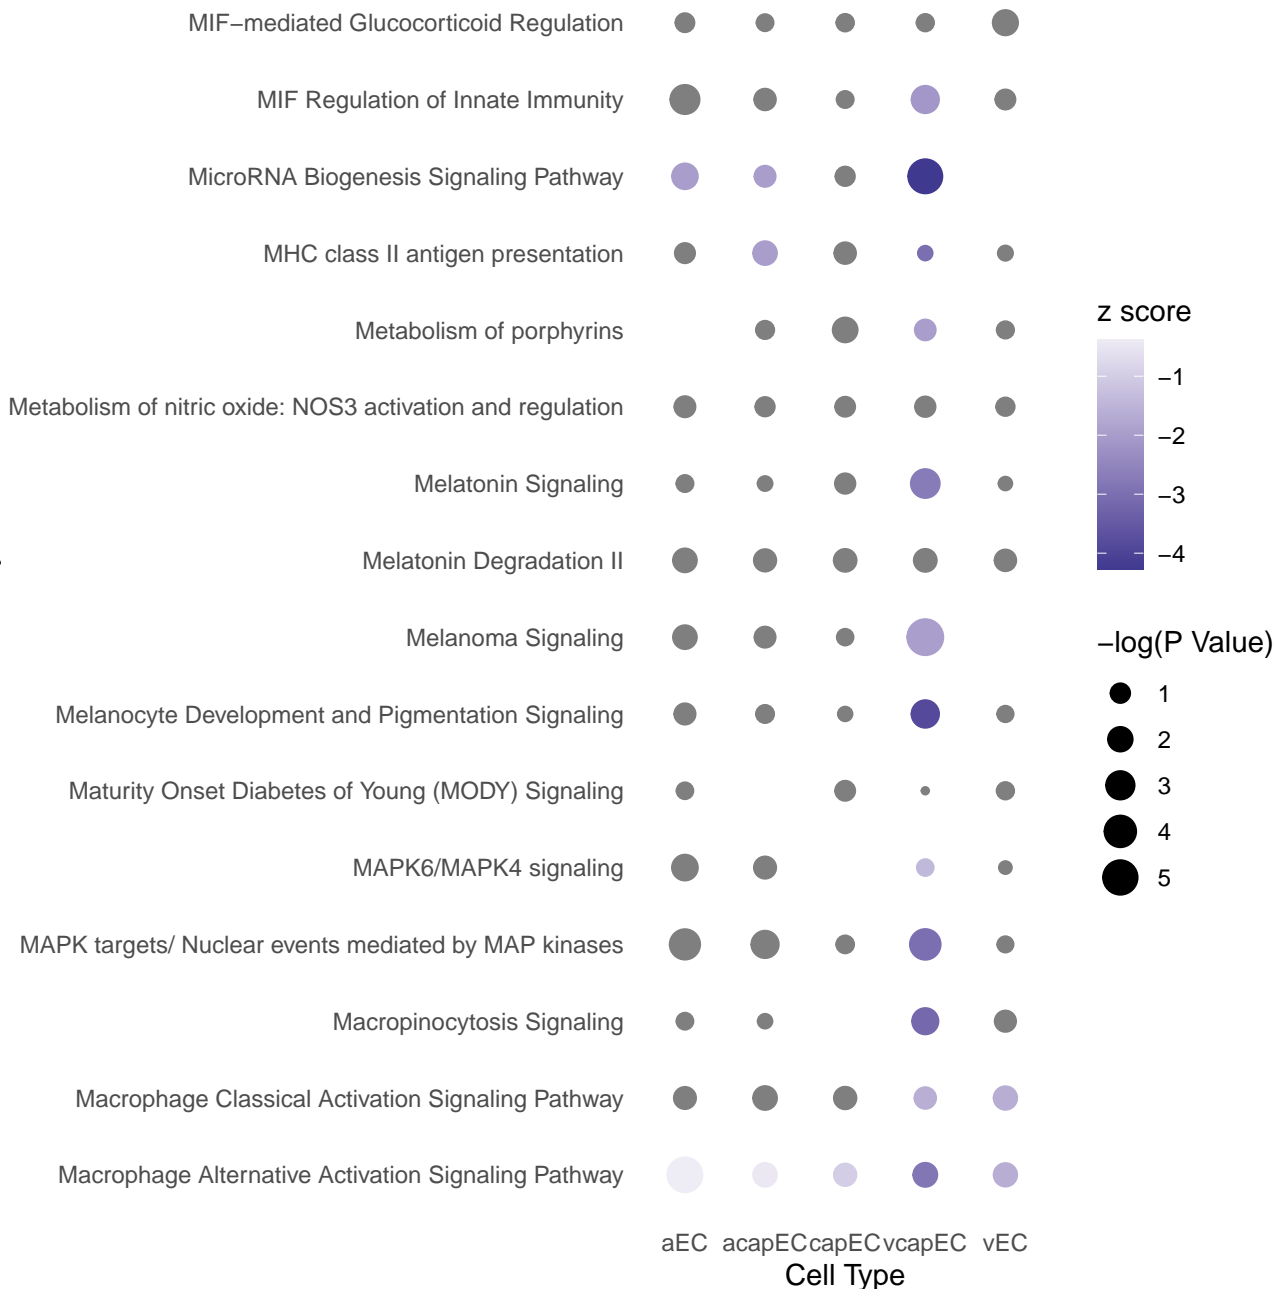 MIF−mediated Glucocorticoid Regulation
MIF Regulation of Innate Immunity
MicroRNA Biogenesis Signaling Pathway
MHC class II antigen presentation
Metabolism of porphyrins
Metabolism of nitric oxide: NOS3 activation and regulation
Melatonin Signaling
Melatonin Degradation II
Melanoma Signaling
Melanocyte Development and Pigmentation Signaling
Maturity Onset Diabetes of Young (MODY) Signaling
MAPK6/MAPK4 signaling
MAPK targets/ Nuclear events mediated by MAP kinases
Macropinocytosis Signaling
Macrophage Classical Activation Signaling Pathway
Macrophage Alternative Activation Signaling Pathway
aEC acapEC capEC vcapEC vEC
Cell Type
z score
−1
−2
−3
−4
−log(P Value)
1
2
3
4
5